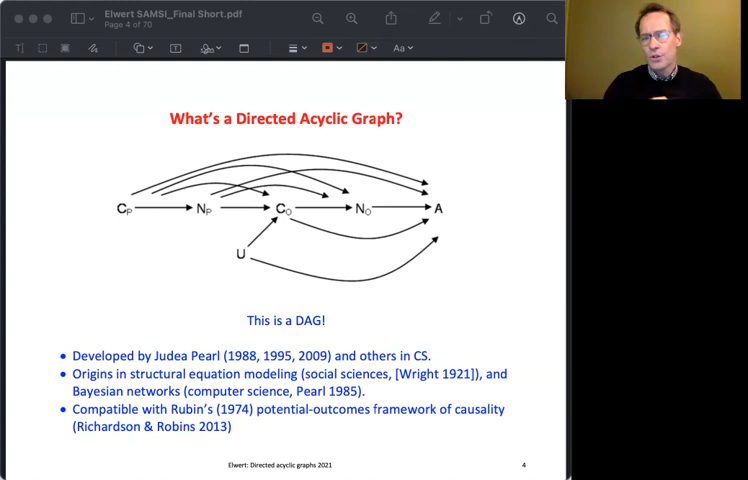 Elwert SAMSI_Final Short.pdf
Page 4 of 70
Aa
What's a Directed Acyclic Graph?
CP NP CO NO A
U
This is a DAG!
• Developed by Judea Pearl (1988, 1995, 2009) and others in CS.
• Origins in structural equation modeling (social sciences, [Wright 1921]), and
Bayesian networks (computer science, Pearl 1985).
• Compatible with Rubin's (1974) potential-outcomes framework of causality
(Richardson & Robins 2013)
Elwert: Directed acyclic graphs 2021 4